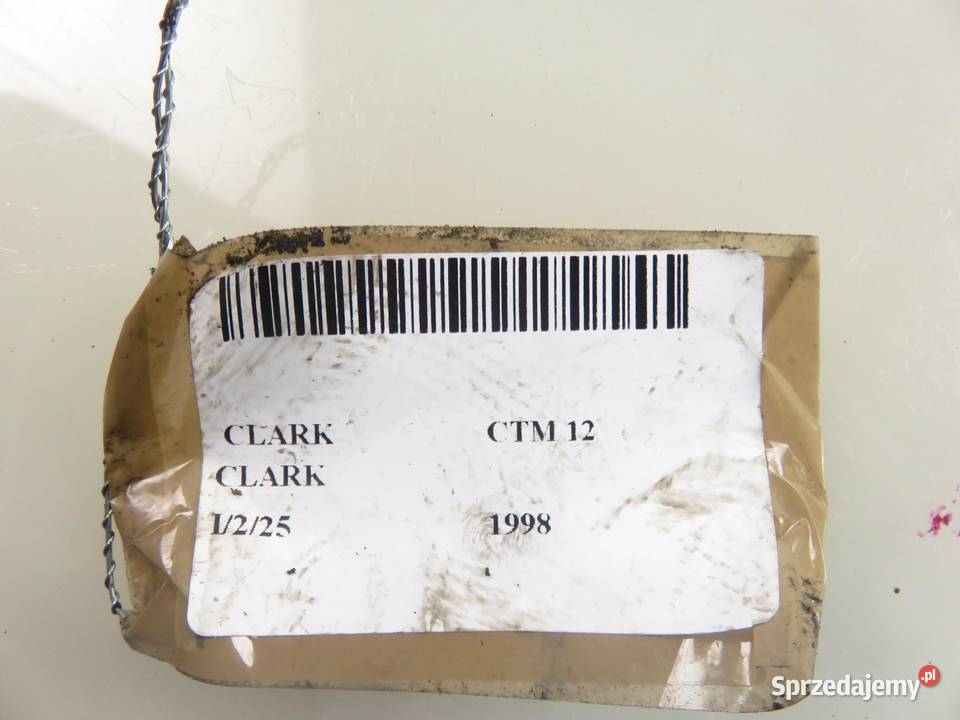 CLARK CTM 12
CLARK
I/2/25 1998
Sprzedajemy.pl